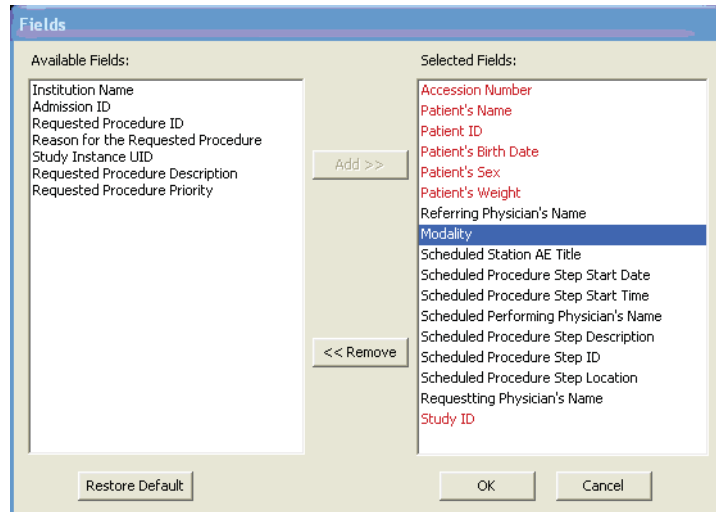 Fields
Available Fields:
Institution Name
Admission ID
Requested Procedure ID
Reason for the Requested Procedure
Study Instance UID
Requested Procedure Description
Requested Procedure Priority
Add >>
<< Remove
Selected Fields:
Accession Number
Patient's Name
Patient ID
Patient's Birth Date
Patient's Sex
Patient's Weight
Referring Physician's Name
Modality
Scheduled Station AE Title
Scheduled Procedure Step Start Date
Scheduled Procedure Step Start Time
Scheduled Performing Physician's Name
Scheduled Procedure Step Description
Scheduled Procedure Step ID
Scheduled Procedure Step Location
Requestting Physician's Name
Study ID
Restore Default
OK
Cancel